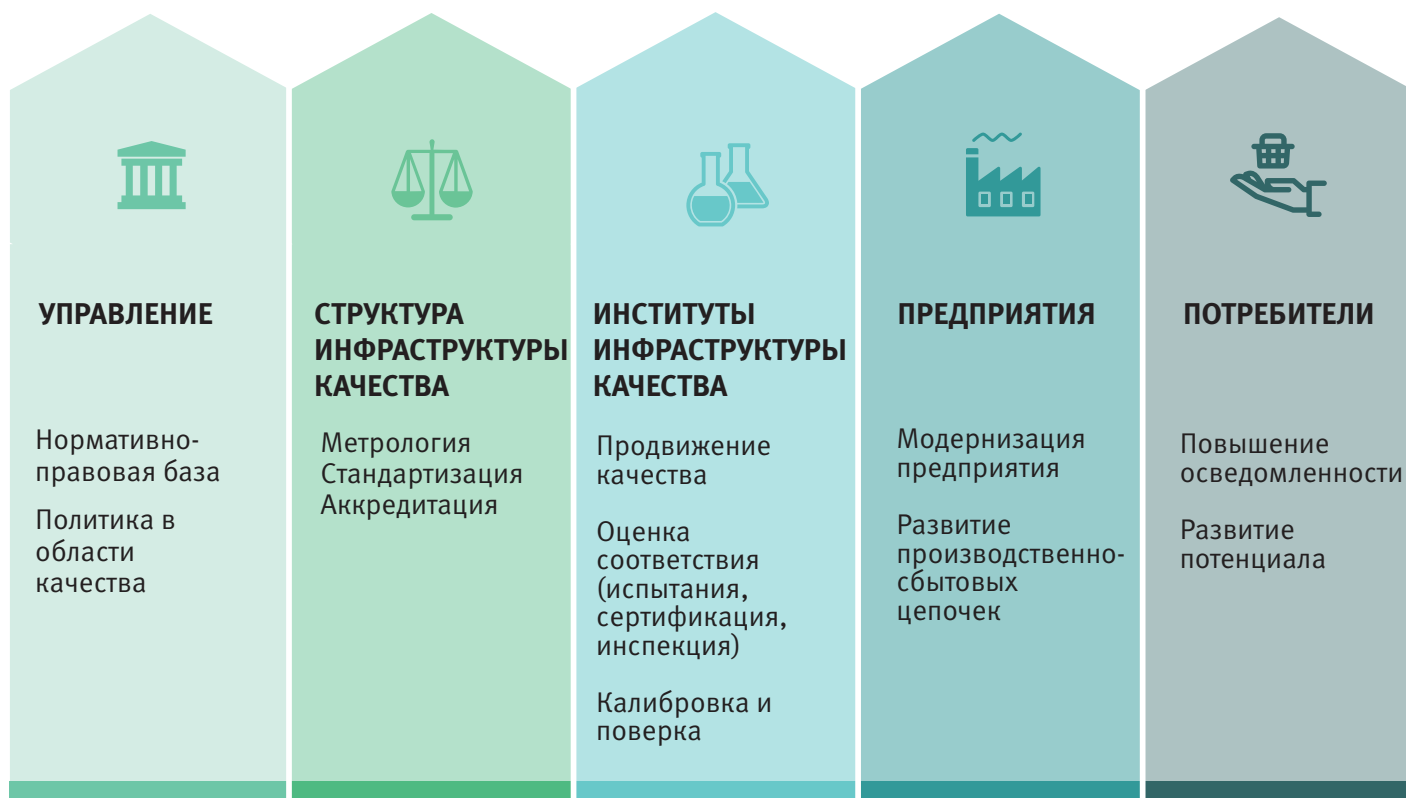 УПРАВЛЕНИЕ
Нормативно-
правовая база
Политика в
области
качества
СТРУКТУРА
ИНФРАСТРУКТУРЫ
КАЧЕСТВА
Метрология
Стандартизация
Аккредитация
ИНСТИТУТЫ
ИНФРАСТРУКТУРЫ
КАЧЕСТВА
Продвижение
качества
Оценка
соответствия
(испытания,
сертификация,
инспекция)
Калибровка и
поверка
ПРЕДПРИЯТИЯ
Модернизация
предприятия
Развитие
производственно-
сбытовых
цепочек
ПОТРЕБИТЕЛИ
Повышение
осведомленности
Развитие
потенциала